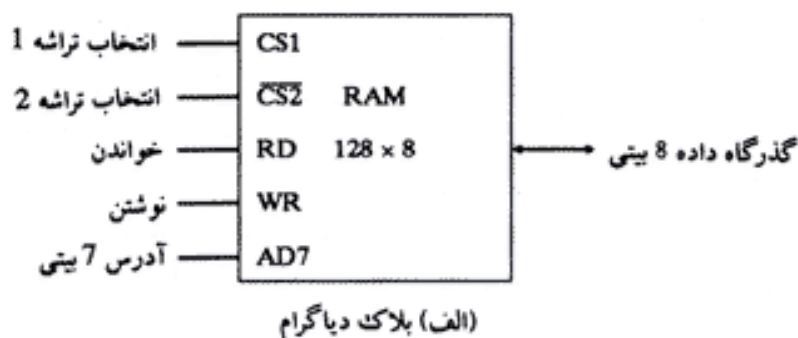 انتخاب تراشه 1
CS1
انتخاب تراشه 2
C̅S̅2̅ RAM
خواندن
RD 128 × 8
گذرگاه داده 8 بیتی
نوشتن
WR
آدرس 7 بیتی
AD7
(الف) بلاک دیاگرام